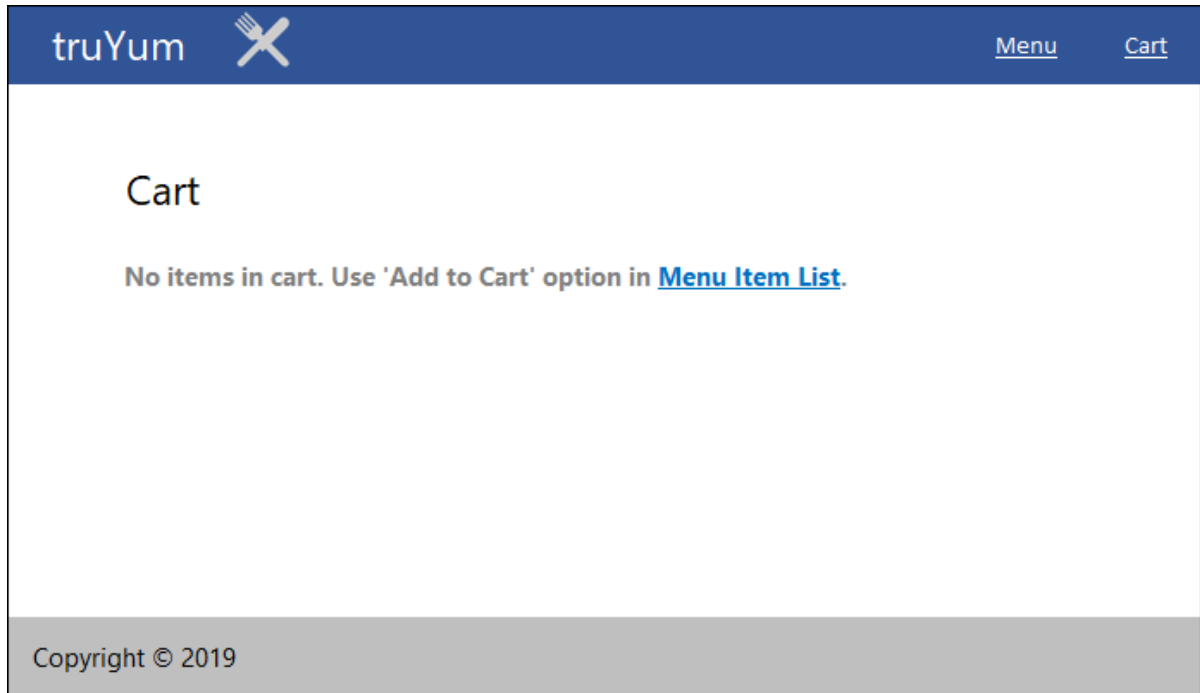 truYum
Menu
Cart
Cart
No items in cart. Use 'Add to Cart' option in Menu Item List.
Copyright © 2019